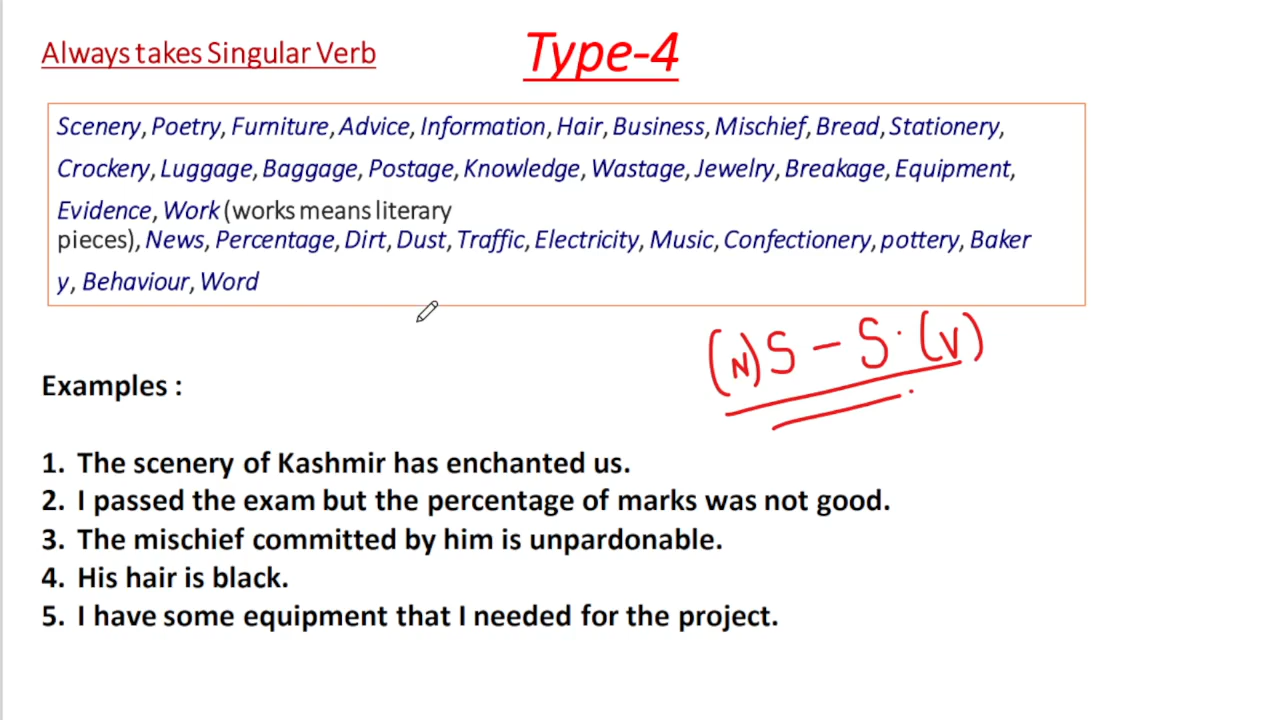 Always takes Singular Verb
Type-4
Scenery, Poetry, Furniture, Advice, Information, Hair, Business, Mischief, Bread, Stationery,
Crockery, Luggage, Baggage, Postage, Knowledge, Wastage, Jewelry, Breakage, Equipment,
Evidence, Work (works means literary
pieces), News, Percentage, Dirt, Dust, Traffic, Electricity, Music, Confectionery, pottery, Baker
y, Behaviour, Word
(N) S – S. (V)
Examples :
1. The scenery of Kashmir has enchanted us.
2. I passed the exam but the percentage of marks was not good.
3. The mischief committed by him is unpardonable.
4. His hair is black.
5. I have some equipment that I needed for the project.